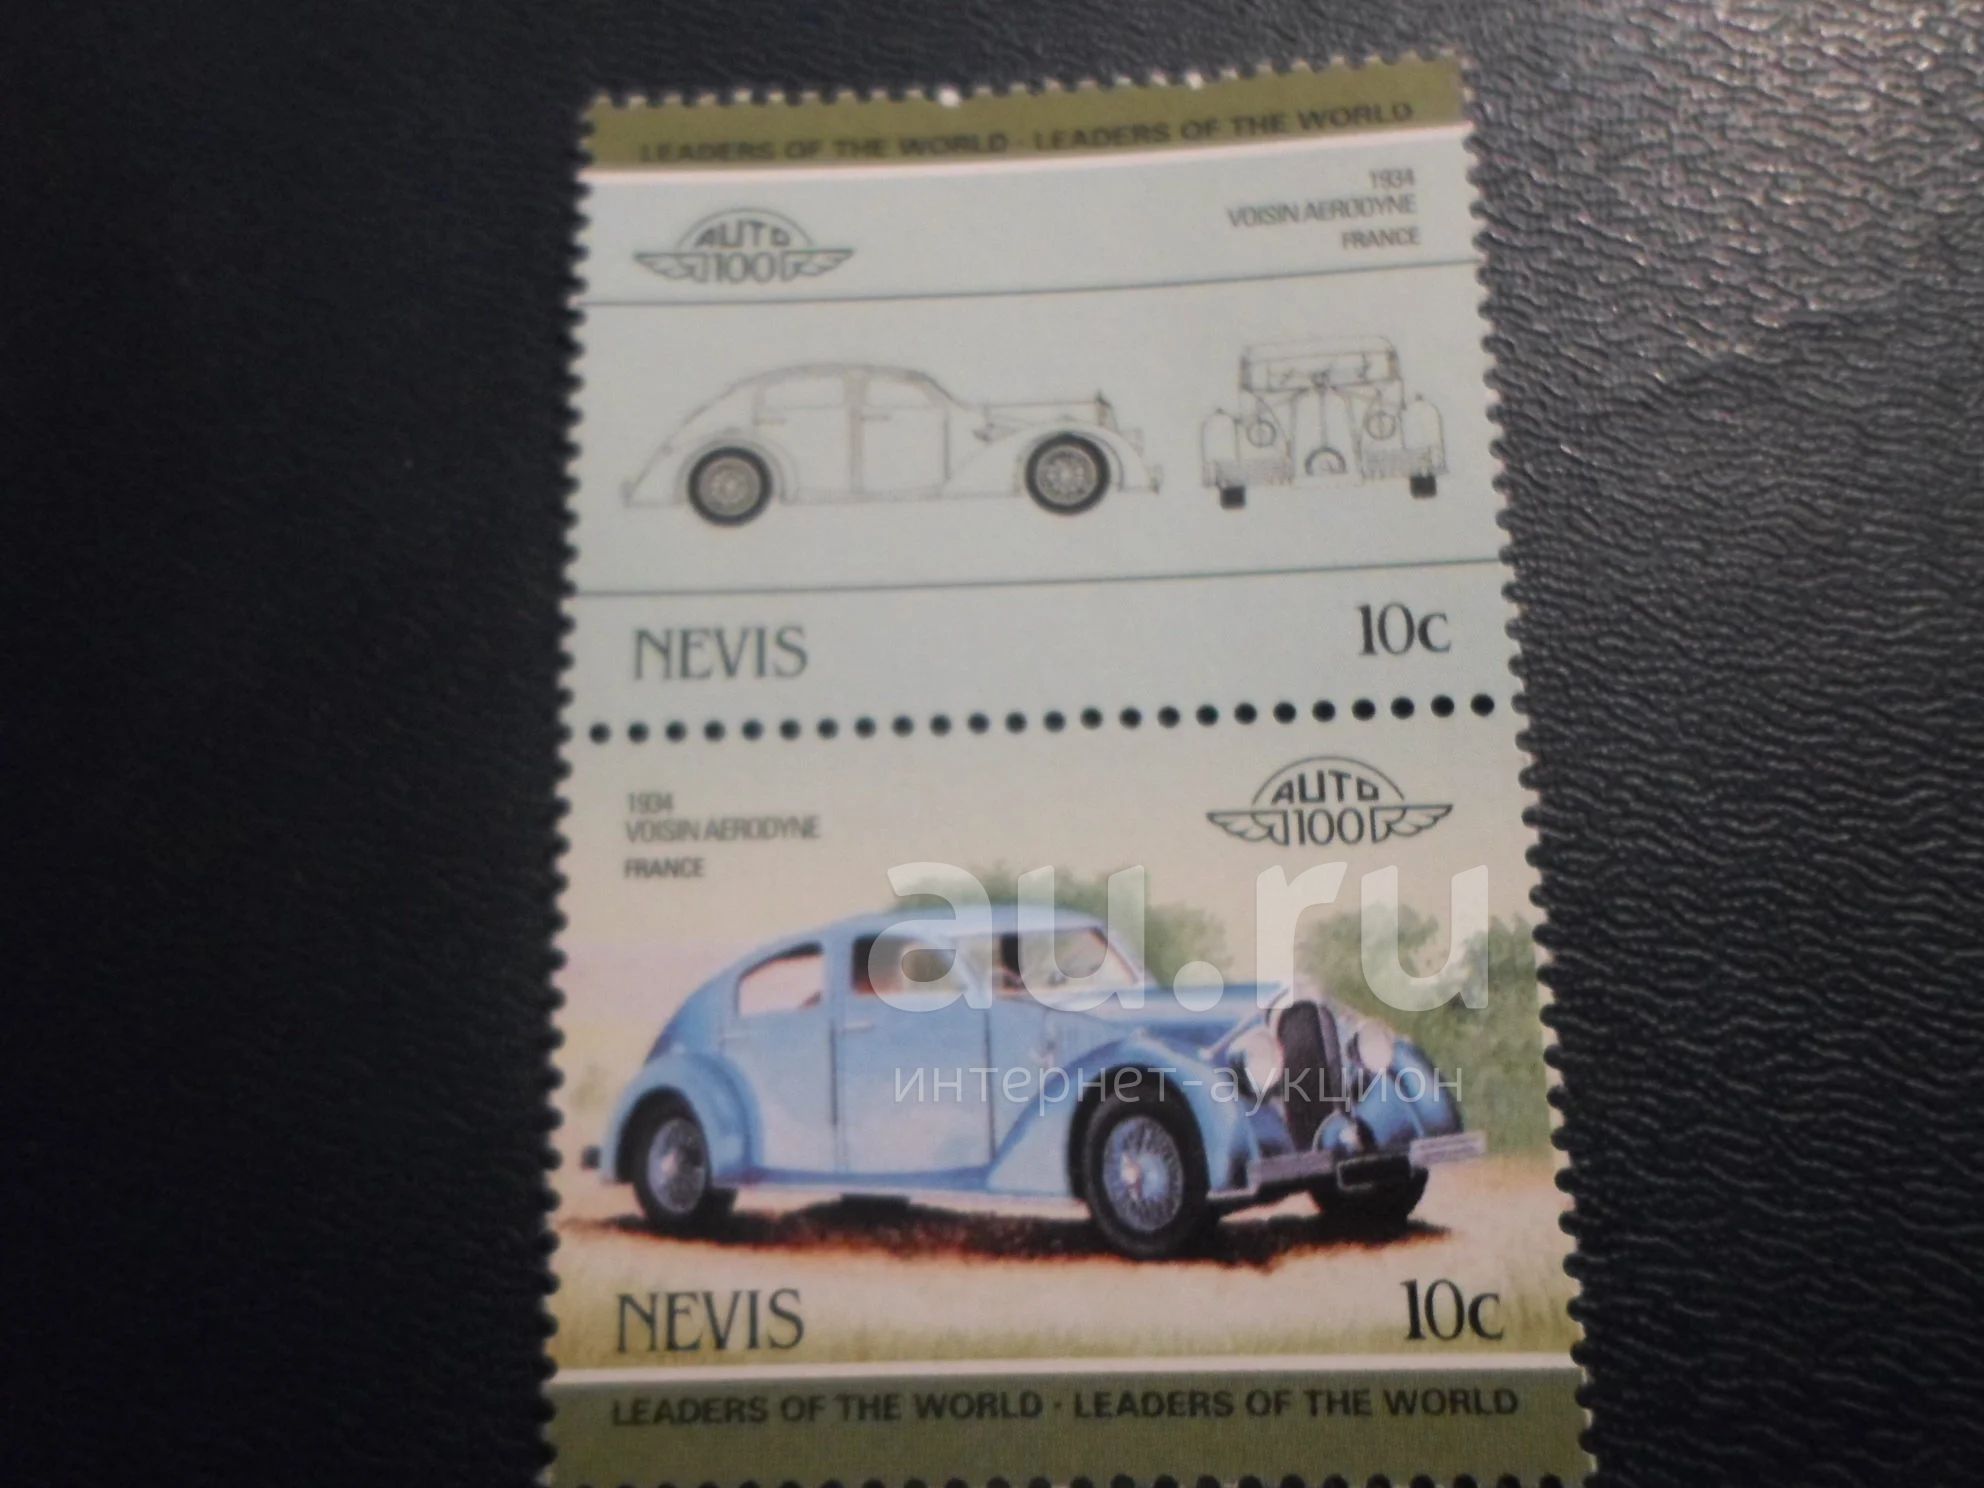 LEADERS OF THE WORLD · LEADERS OF THE WORLD
AUTO
100
1934
VOISIN AERODYNE
FRANCE
NEVIS
10c
1934
VOISIN AERODYNE
FRANCE
AUTO
100
au.ru
интернет-аукцион
NEVIS
10c
LEADERS OF THE WORLD · LEADERS OF THE WORLD